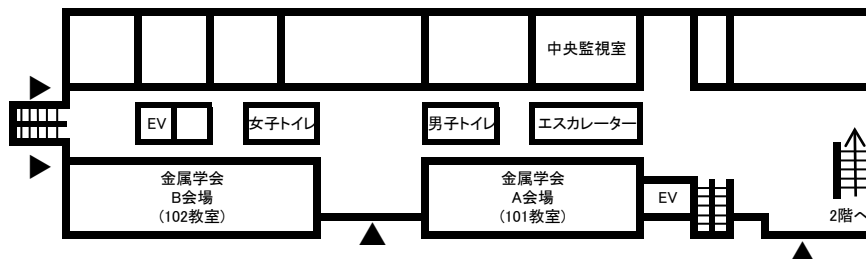 中央監視室
EV
女子トイレ
男子トイレ
エスカレーター
金属学会
B会場
(102教室)
金属学会
A会場
(101教室)
EV
2階へ